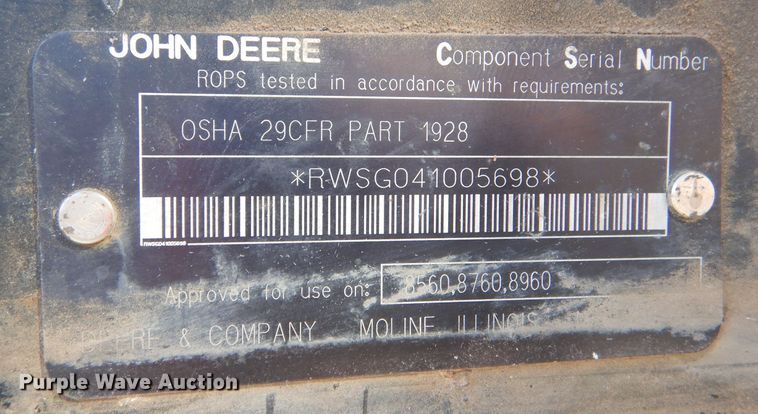 JOHN DEERE Component Serial Number
ROPS tested in accordance with requirements:
OSHA 29CFR PART 1928
*RWSG041005698*
RWSG041005698
Approved for use on: 8560,8760,8960
DEERE & COMPANY MOLINE ILLINOIS
Purple Wave Auction